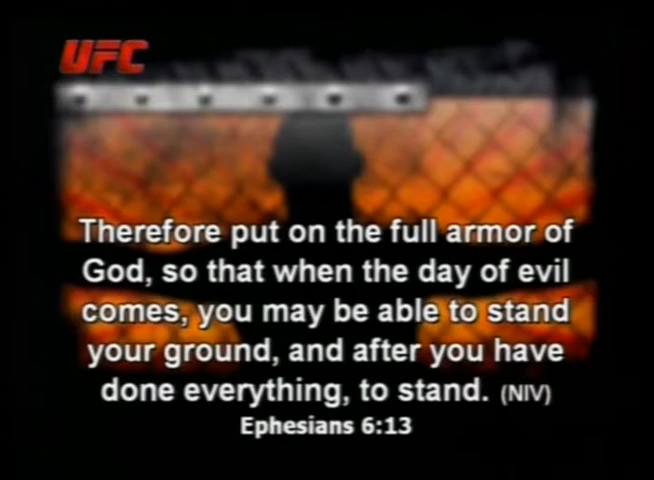 UFC
Therefore put on the full armor of
God, so that when the day of evil
comes, you may be able to stand
your ground, and after you have
done everything, to stand. (NIV)
Ephesians 6:13